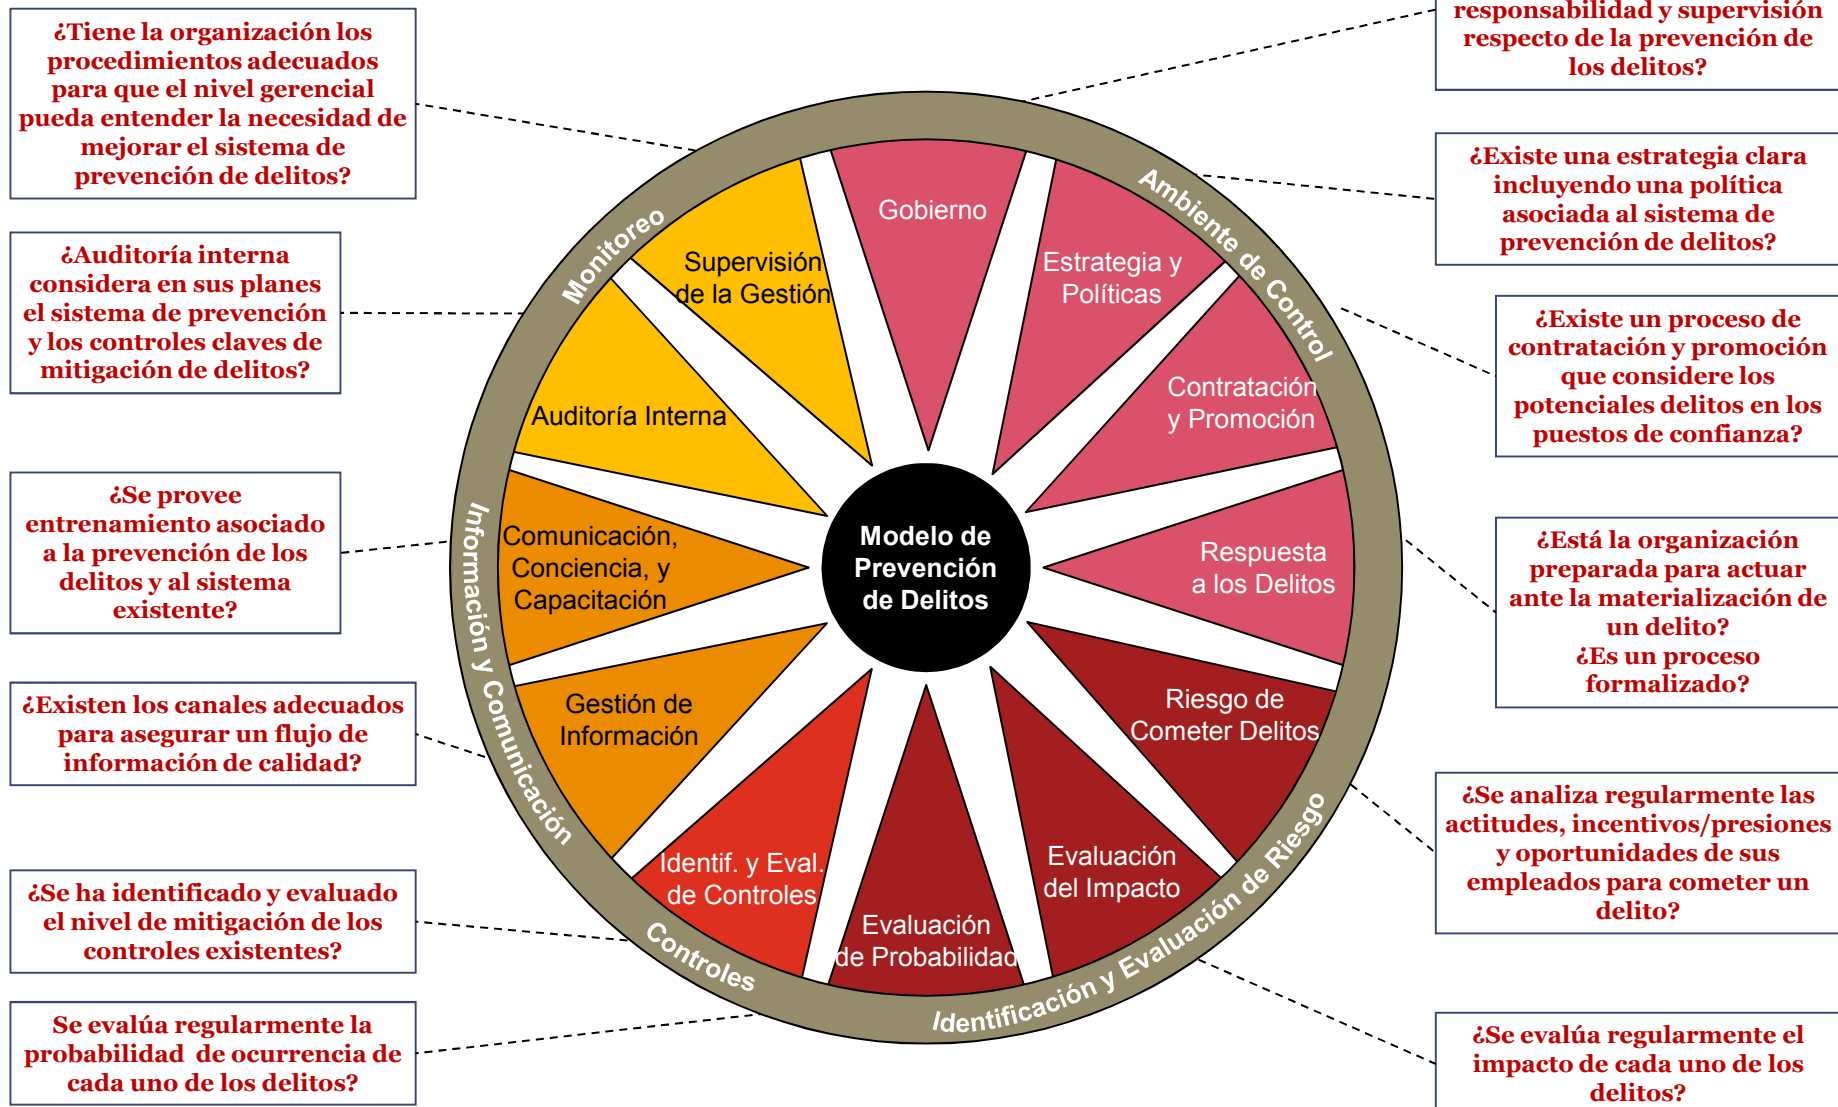 ¿Tiene la organización los
procedimientos adecuados
para que el nivel gerencial
pueda entender la necesidad de
mejorar el sistema de
prevención de delitos?
¿Auditoría interna
considera en sus planes
el sistema de prevención
y los controles claves de
mitigación de delitos?
¿Se provee
entrenamiento asociado
a la prevención de los
delitos y al sistema
existente?
¿Existen los canales adecuados
para asegurar un flujo de
información de calidad?
¿Se ha identificado y evaluado
el nivel de mitigación de los
controles existentes?
Se evalúa regularmente la
probabilidad de ocurrencia de
cada uno de los delitos?
Monitoreo
Ambiente de Control
Información y Comunicación
Controles
Identificación y Evaluación de Riesgo
Gobierno
Estrategia y
Políticas
Contratación
y Promoción
Respuesta
a los Delitos
Riesgo de
Cometer Delitos
Evaluación
del Impacto
Evaluación
de Probabilidad
Identif. y Eval.
de Controles
Gestión de
Información
Comunicación,
Conciencia, y
Capacitación
Auditoría Interna
Supervisión
de la Gestión
Modelo de
Prevención
de Delitos
responsabilidad y supervisión
respecto de la prevención de
los delitos?
¿Existe una estrategia clara
incluyendo una política
asociada al sistema de
prevención de delitos?
¿Existe un proceso de
contratación y promoción
que considere los
potenciales delitos en los
puestos de confianza?
¿Está la organización
preparada para actuar
ante la materialización de
un delito?
¿Es un proceso
formalizado?
¿Se analiza regularmente las
actitudes, incentivos/presiones
y oportunidades de sus
empleados para cometer un
delito?
¿Se evalúa regularmente el
impacto de cada uno de los
delitos?